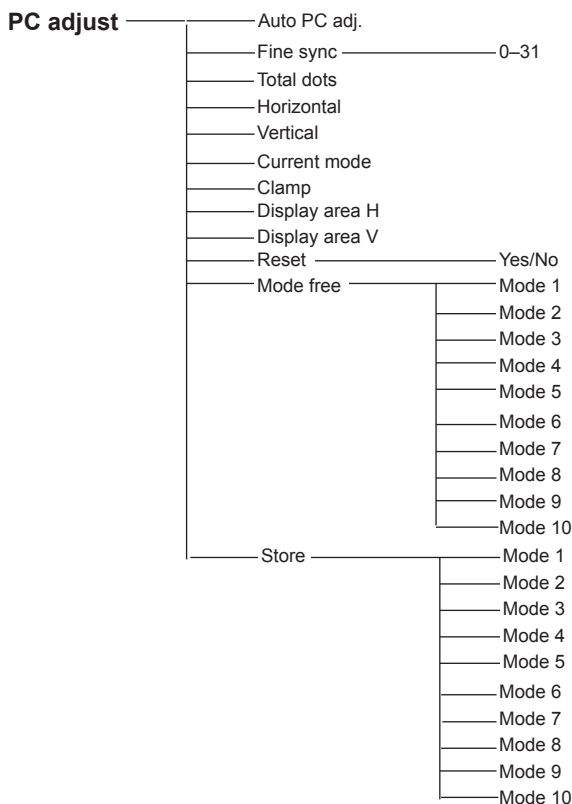 PC adjust Auto PC adj.
Fine sync 0–31
Total dots
Horizontal
Vertical
Current mode
Clamp
Display area H
Display area V
Reset Yes/No
Mode free Mode 1
Mode 2
Mode 3
Mode 4
Mode 5
Mode 6
Mode 7
Mode 8
Mode 9
Mode 10
Store Mode 1
Mode 2
Mode 3
Mode 4
Mode 5
Mode 6
Mode 7
Mode 8
Mode 9
Mode 10